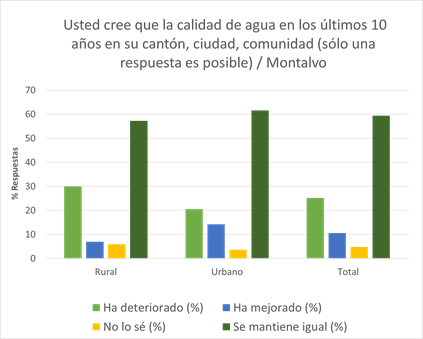 Usted cree que la calidad de agua en los últimos 10
años en su cantón, ciudad, comunidad (sólo una
respuesta es posible) / Montalvo
70
60
50
40
30
20
10
0
% Respuestas
Rural Urbano Total
Ha deteriorado (%) Ha mejorado (%)
No lo sé (%) Se mantiene igual (%)